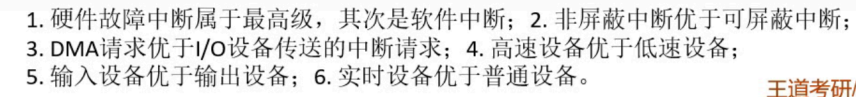 1. 硬件故障中断属于最高级，其次是软件中断；2. 非屏蔽中断优于可屏蔽中断；
3. DMA请求优于I/O设备传送的中断请求；4. 高速设备优于低速设备；
5. 输入设备优于输出设备；6. 实时设备优于普通设备。
王道考研/